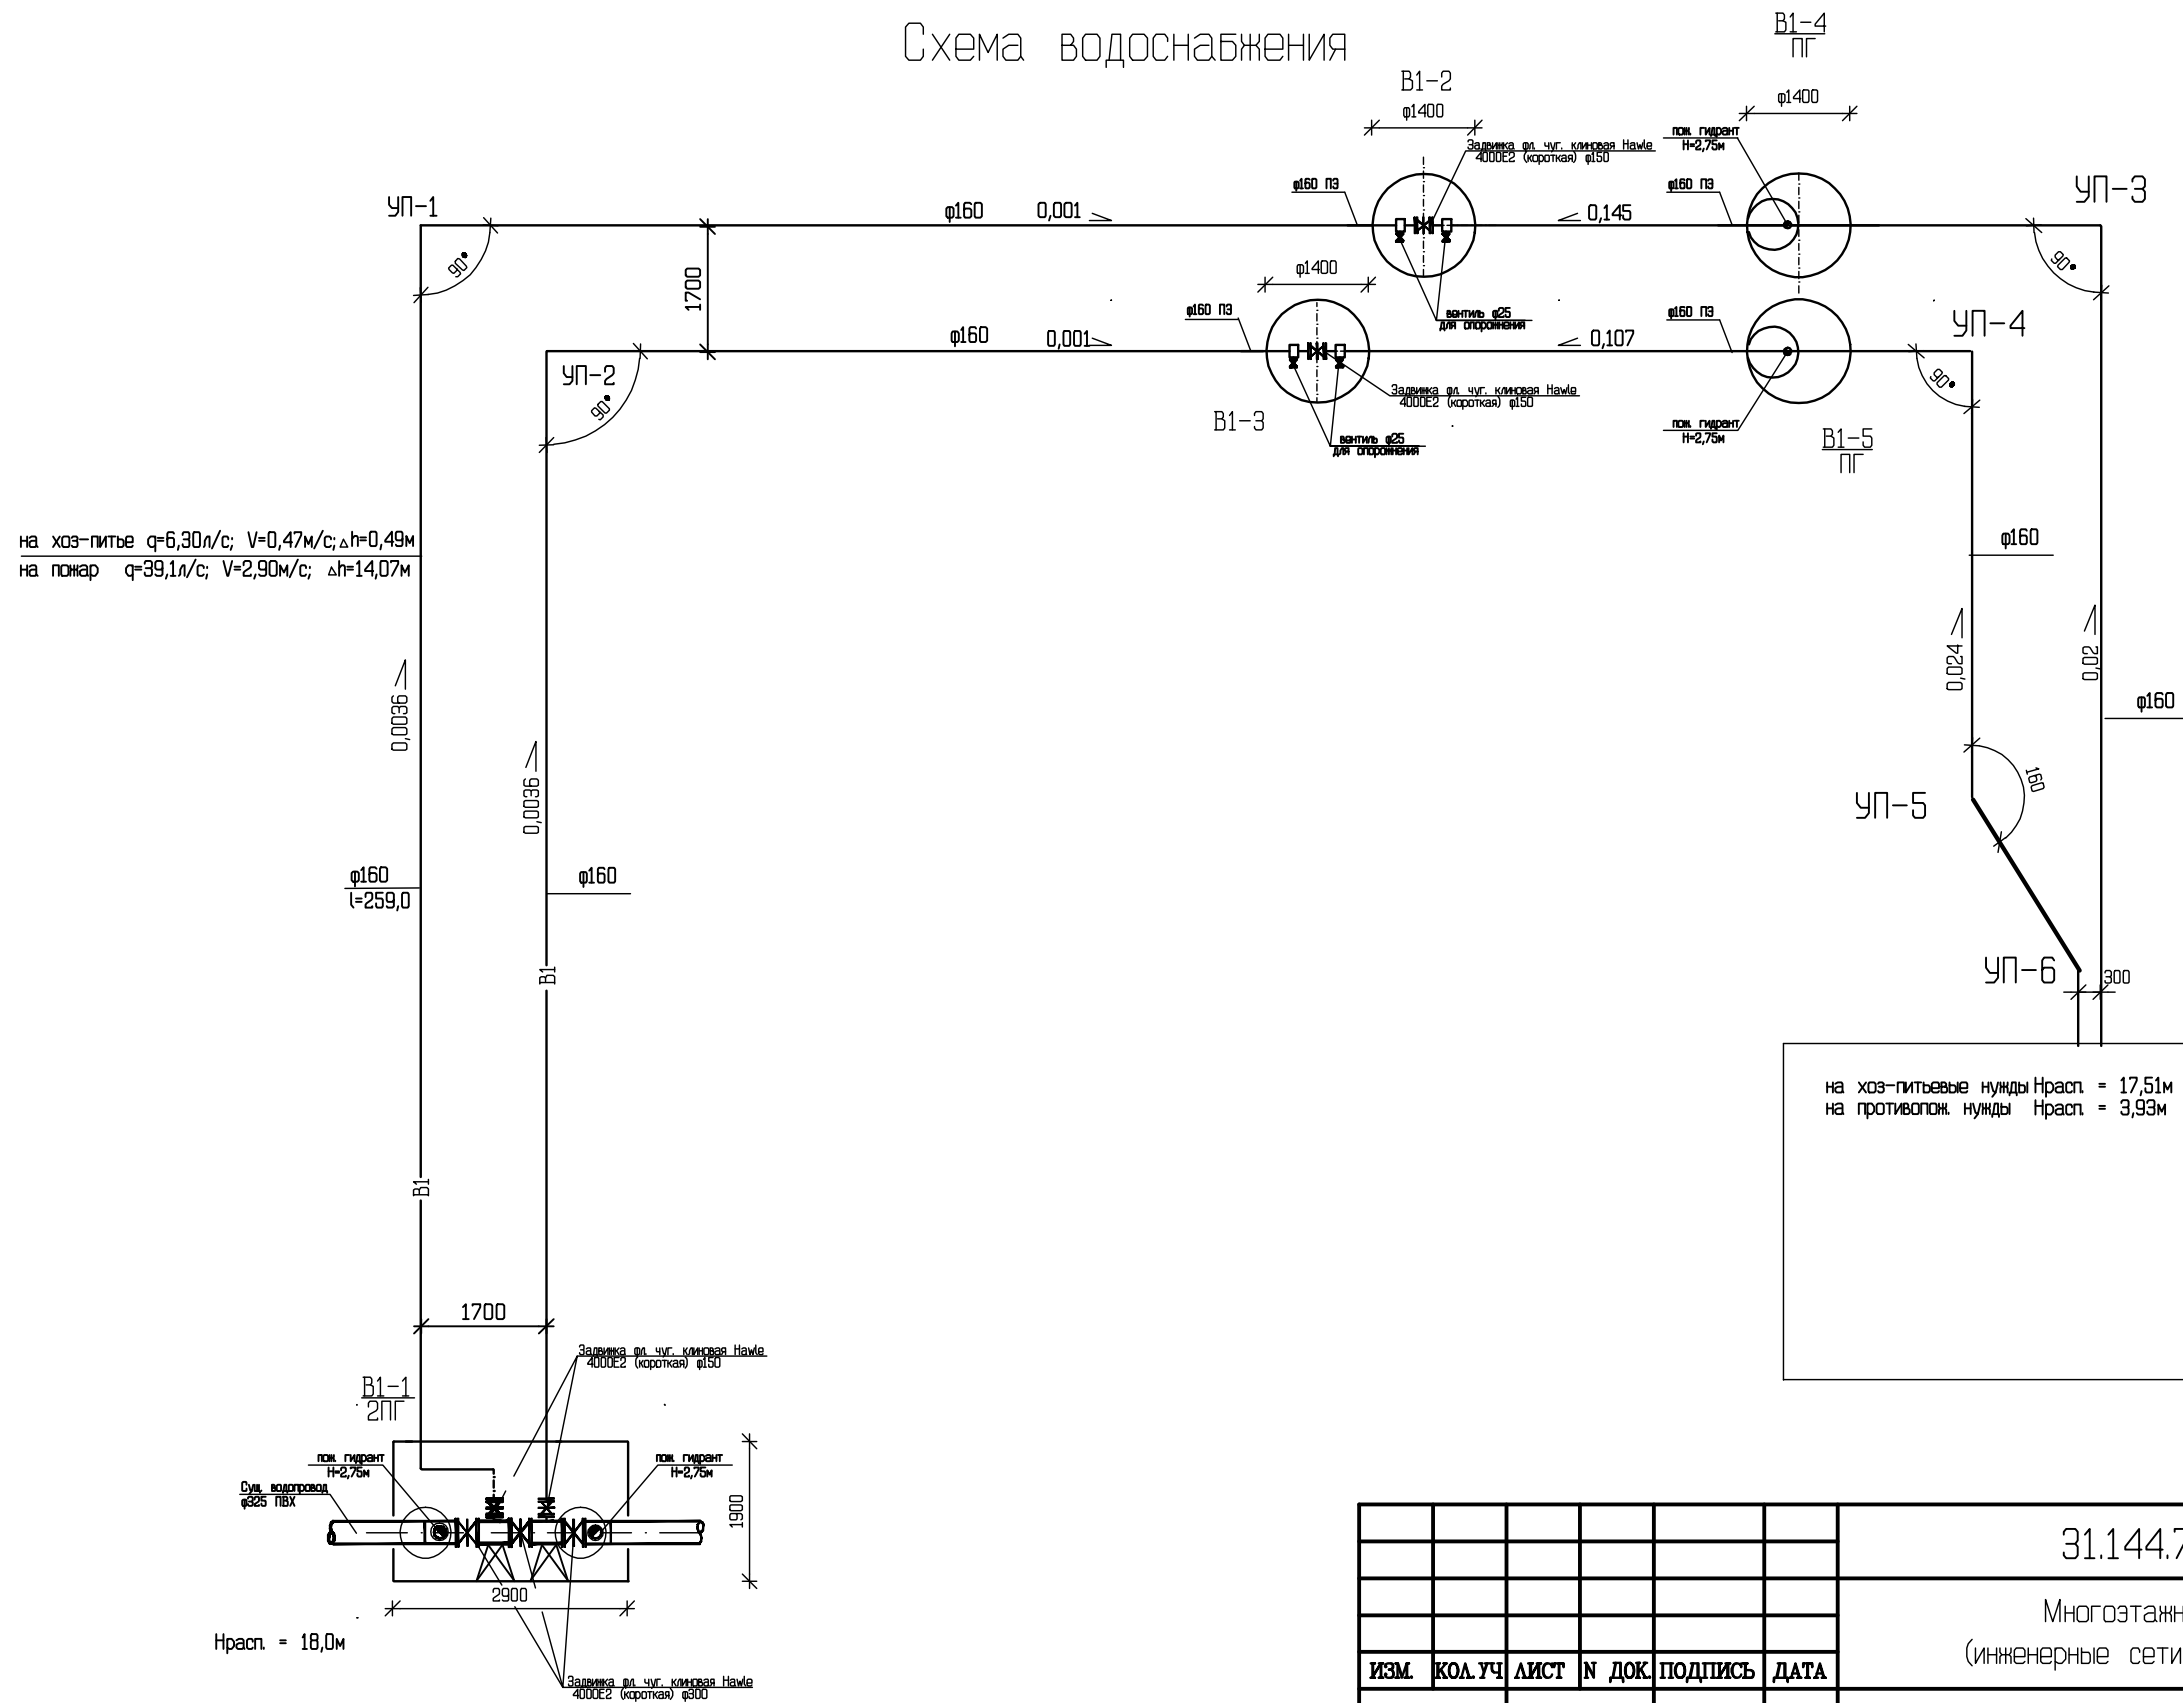 Схема водоснабжения
В1-4
ПГ
В1-2
φ1400
φ1400
пож. гидрант
Н=2,75м
Задвижка фл. чуг. клиновая Hawle
4000Е2 (короткая) φ150
φ160 ПЭ
φ160 ПЭ
УП-3
УП-1
φ160
0,001
0,145
90°
90°
1700
φ1400
вентиль φ25
для опорожнения
φ160 ПЭ
φ160 ПЭ
УП-4
φ160
0,001
0,107
УП-2
90°
90°
Задвижка фл. чуг. клиновая Hawle
4000Е2 (короткая) φ150
В1-3
вентиль φ25
для опорожнения
пож. гидрант
Н=2,75м
В1-5
ПГ
на хоз-питье q=6,30л/с; V=0,47м/с; △h=0,49м
на пожар q=39,1л/с; V=2,90м/с; △h=14,07м
φ160
0,024
0,02
φ160
0,0036
0,0036
160
УП-5
φ160
l=259,0
φ160
В1
УП-6
300
на хоз-питьевые нужды Нрасп. = 17,51м
на противопож. нужды Нрасп. = 3,93м
В1
1700
Задвижка фл. чуг. клиновая Hawle
4000Е2 (короткая) φ150
В1-1
2ПГ
пож. гидрант
Н=2,75м
пож. гидрант
Н=2,75м
Сущ. водопровод
φ325 ПВХ
1900
2900
Нрасп. = 18,0м
Задвижка фл. чуг. клиновая Hawle
4000Е2 (короткая) φ300
31.144.7
Многоэтажн
(инженерные сети
ИЗМ. КОЛ.УЧ ЛИСТ N ДОК. ПОДПИСЬ ДАТА